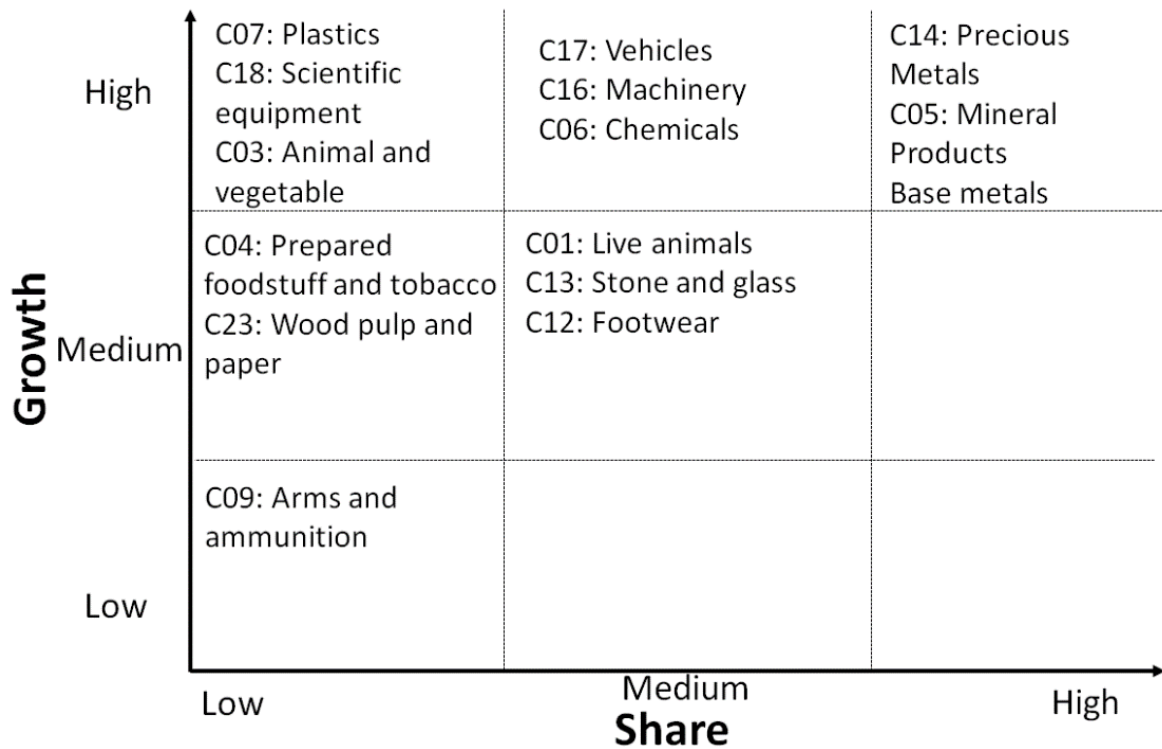 High
C07: Plastics
C18: Scientific
equipment
C03: Animal and
vegetable
C17: Vehicles
C16: Machinery
C06: Chemicals
C14: Precious
Metals
C05: Mineral
Products
Base metals
Growth
Medium
C04: Prepared
foodstuff and tobacco
C23: Wood pulp and
paper
C01: Live animals
C13: Stone and glass
C12: Footwear
Low
C09: Arms and
ammunition
Low
Medium
High
Share